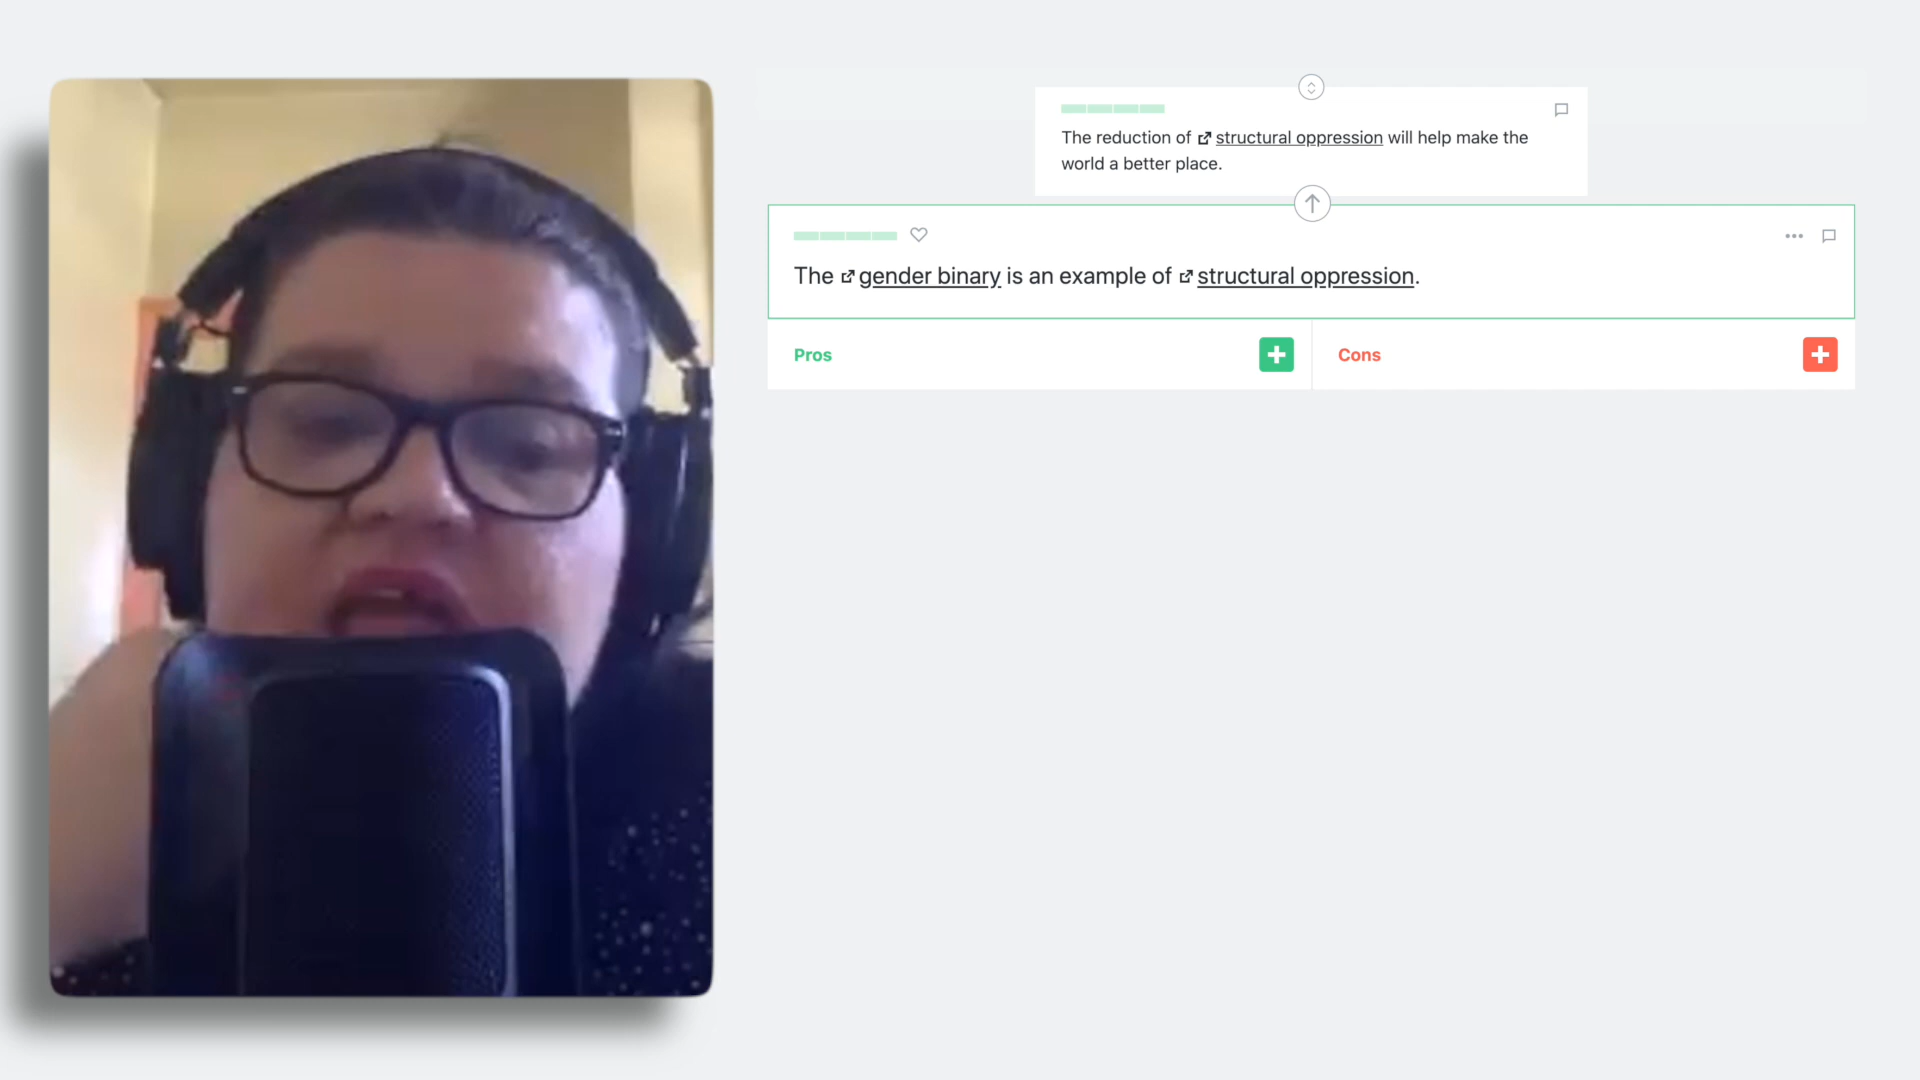 The reduction of structural oppression will help make the
world a better place.
The gender binary is an example of structural oppression.
Pros
Cons